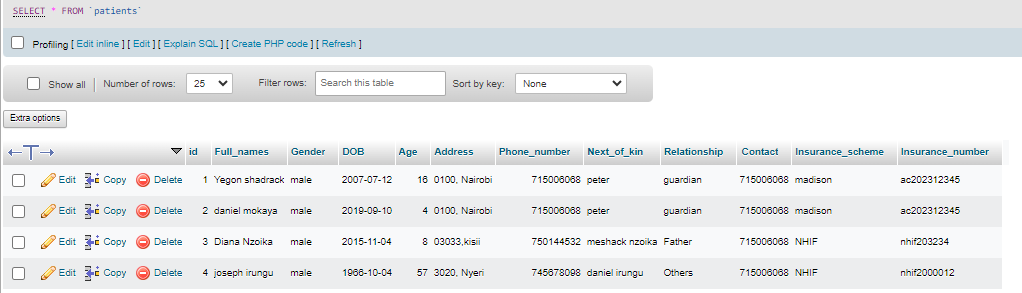 SELECT * FROM `patients`
Profiling [ Edit inline ] [ Edit ] [ Explain SQL ] [ Create PHP code ] [ Refresh ]
Show all | Number of rows: 25 Filter rows: Search this table Sort by key: None
Extra options
←T→ id Full_names Gender DOB Age Address Phone_number Next_of_kin Relationship Contact Insurance_scheme Insurance_number
Edit Copy Delete 1 Yegon shadrack male 2007-07-12 16 0100, Nairobi 715006068 peter guardian 715006068 madison ac202312345
Edit Copy Delete 2 daniel mokaya male 2019-09-10 4 0100, Nairobi 715006068 peter guardian 715006068 madison ac202312345
Edit Copy Delete 3 Diana Nzoika male 2015-11-04 8 03033,kisii 750144532 meshack nzoika Father 715006068 NHIF nhif203234
Edit Copy Delete 4 joseph irungu male 1966-10-04 57 3020, Nyeri 745678098 daniel irungu Others 715006068 NHIF nhif2000012